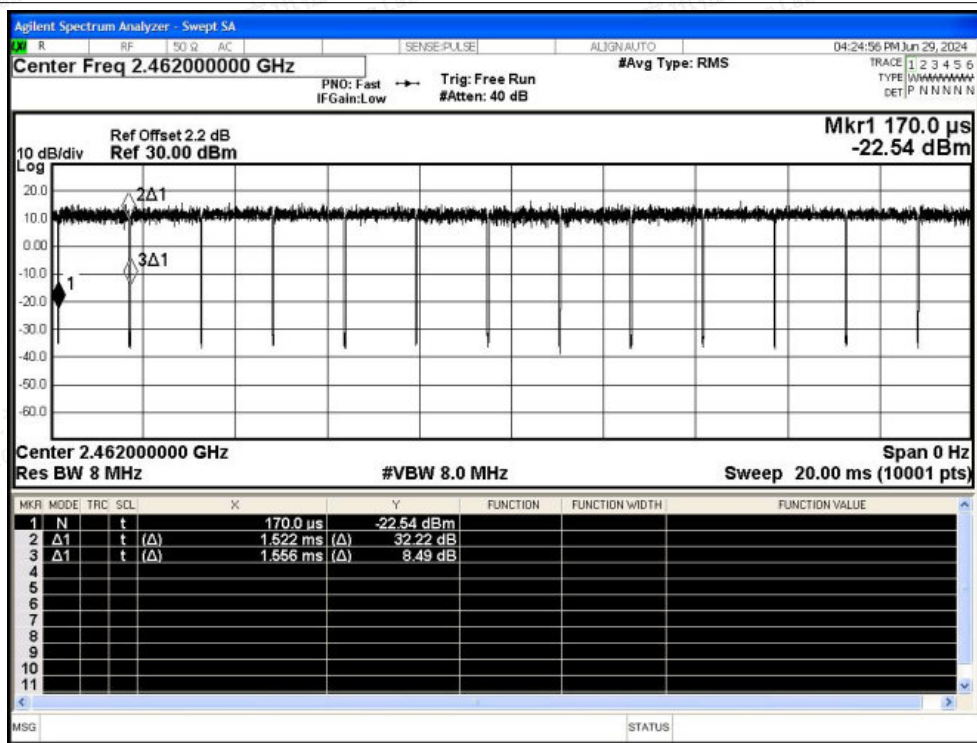 Agilent Spectrum Analyzer - Swept SA
LXI R RF 50 Ω AC SENSE:PULSE ALIGNAUTO 04:24:56 PM Jun 29, 2024
Center Freq 2.462000000 GHz #Avg Type: RMS TRACE 1 2 3 4 5 6
PNO: Fast Trig: Free Run TYPE
IFGain:Low #Atten: 40 dB DET P N N N N N
Mkr1 170.0 µs
-22.54 dBm
Ref Offset 2.2 dB
10 dB/div Ref 30.00 dBm
Log
20.0
2Δ1
10.0
0.00
3Δ1
-10.0
1
-20.0
-30.0
-40.0
-50.0
-60.0
Center 2.462000000 GHz Span 0 Hz
Res BW 8 MHz #VBW 8.0 MHz Sweep 20.00 ms (10001 pts)
MKR MODE TRC SCL X Y FUNCTION FUNCTION WIDTH FUNCTION VALUE
1 N t 170.0 µs -22.54 dBm
2 Δ1 t (Δ) 1.522 ms (Δ) 32.22 dB
3 Δ1 t (Δ) 1.556 ms (Δ) 8.49 dB
4
5
6
7
8
9
10
11
MSG STATUS